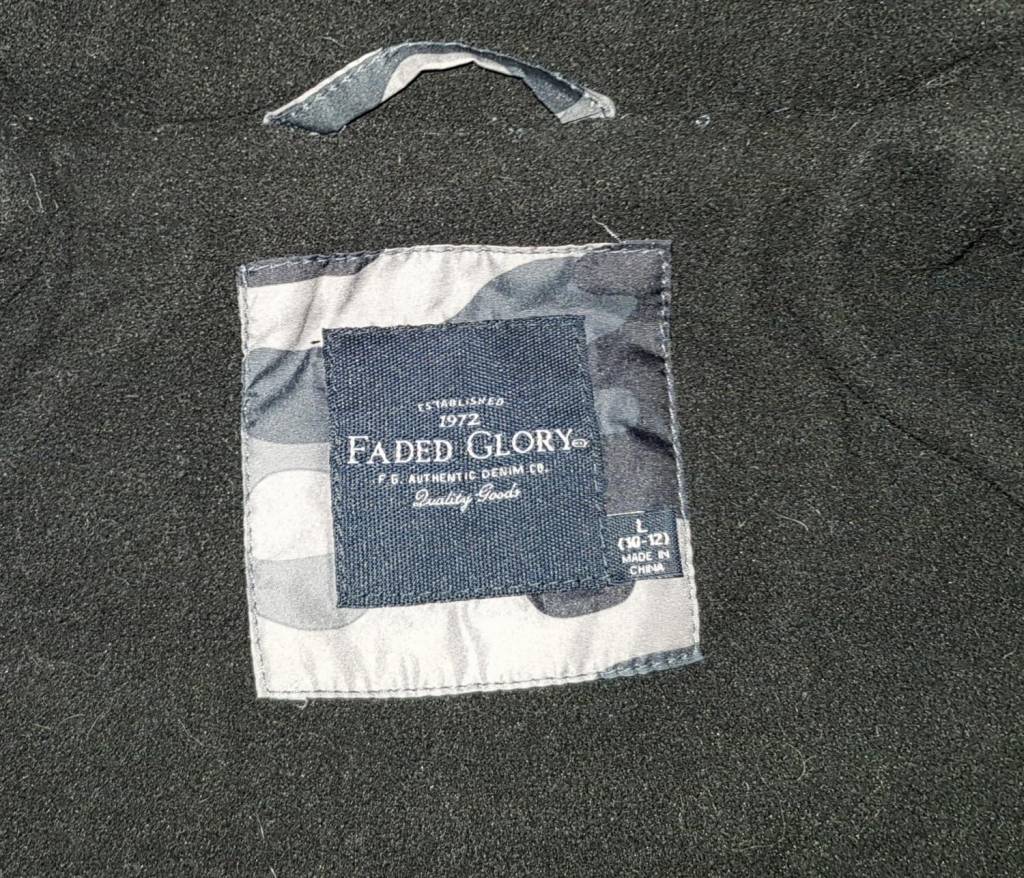 ESTABLISHED
1972
FADED GLORY
F.G. AUTHENTIC DENIM CO.
Quality Goods
L
(10-12)
MADE IN
CHINA